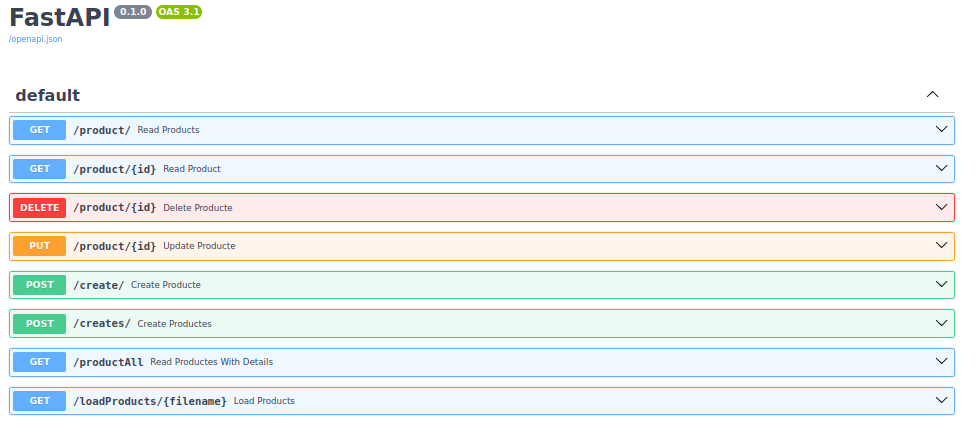 FastAPI 0.1.0 OAS 3.1
/openapi.json
default
GET /product/ Read Products
GET /product/{id} Read Product
DELETE /product/{id} Delete Producte
PUT /product/{id} Update Producte
POST /create/ Create Producte
POST /creates/ Create Productes
GET /productAll Read Productes With Details
GET /loadProducts/{filename} Load Products